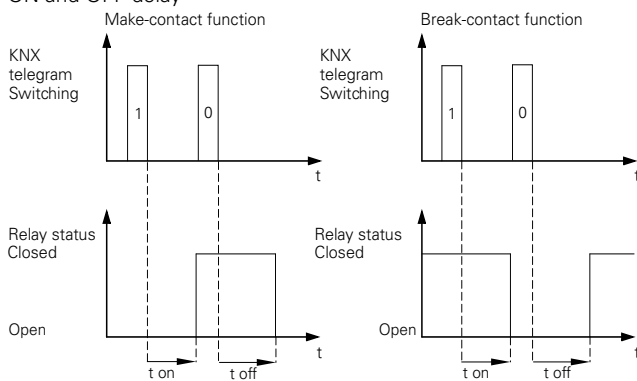 ON and OFF delay
Make-contact function
KNX
telegram
Switching
1
0
t
Relay status
Closed
Open
t
t on
t off
Break-contact function
KNX
telegram
Switching
1
0
t
Relay status
Closed
Open
t
t on
t off